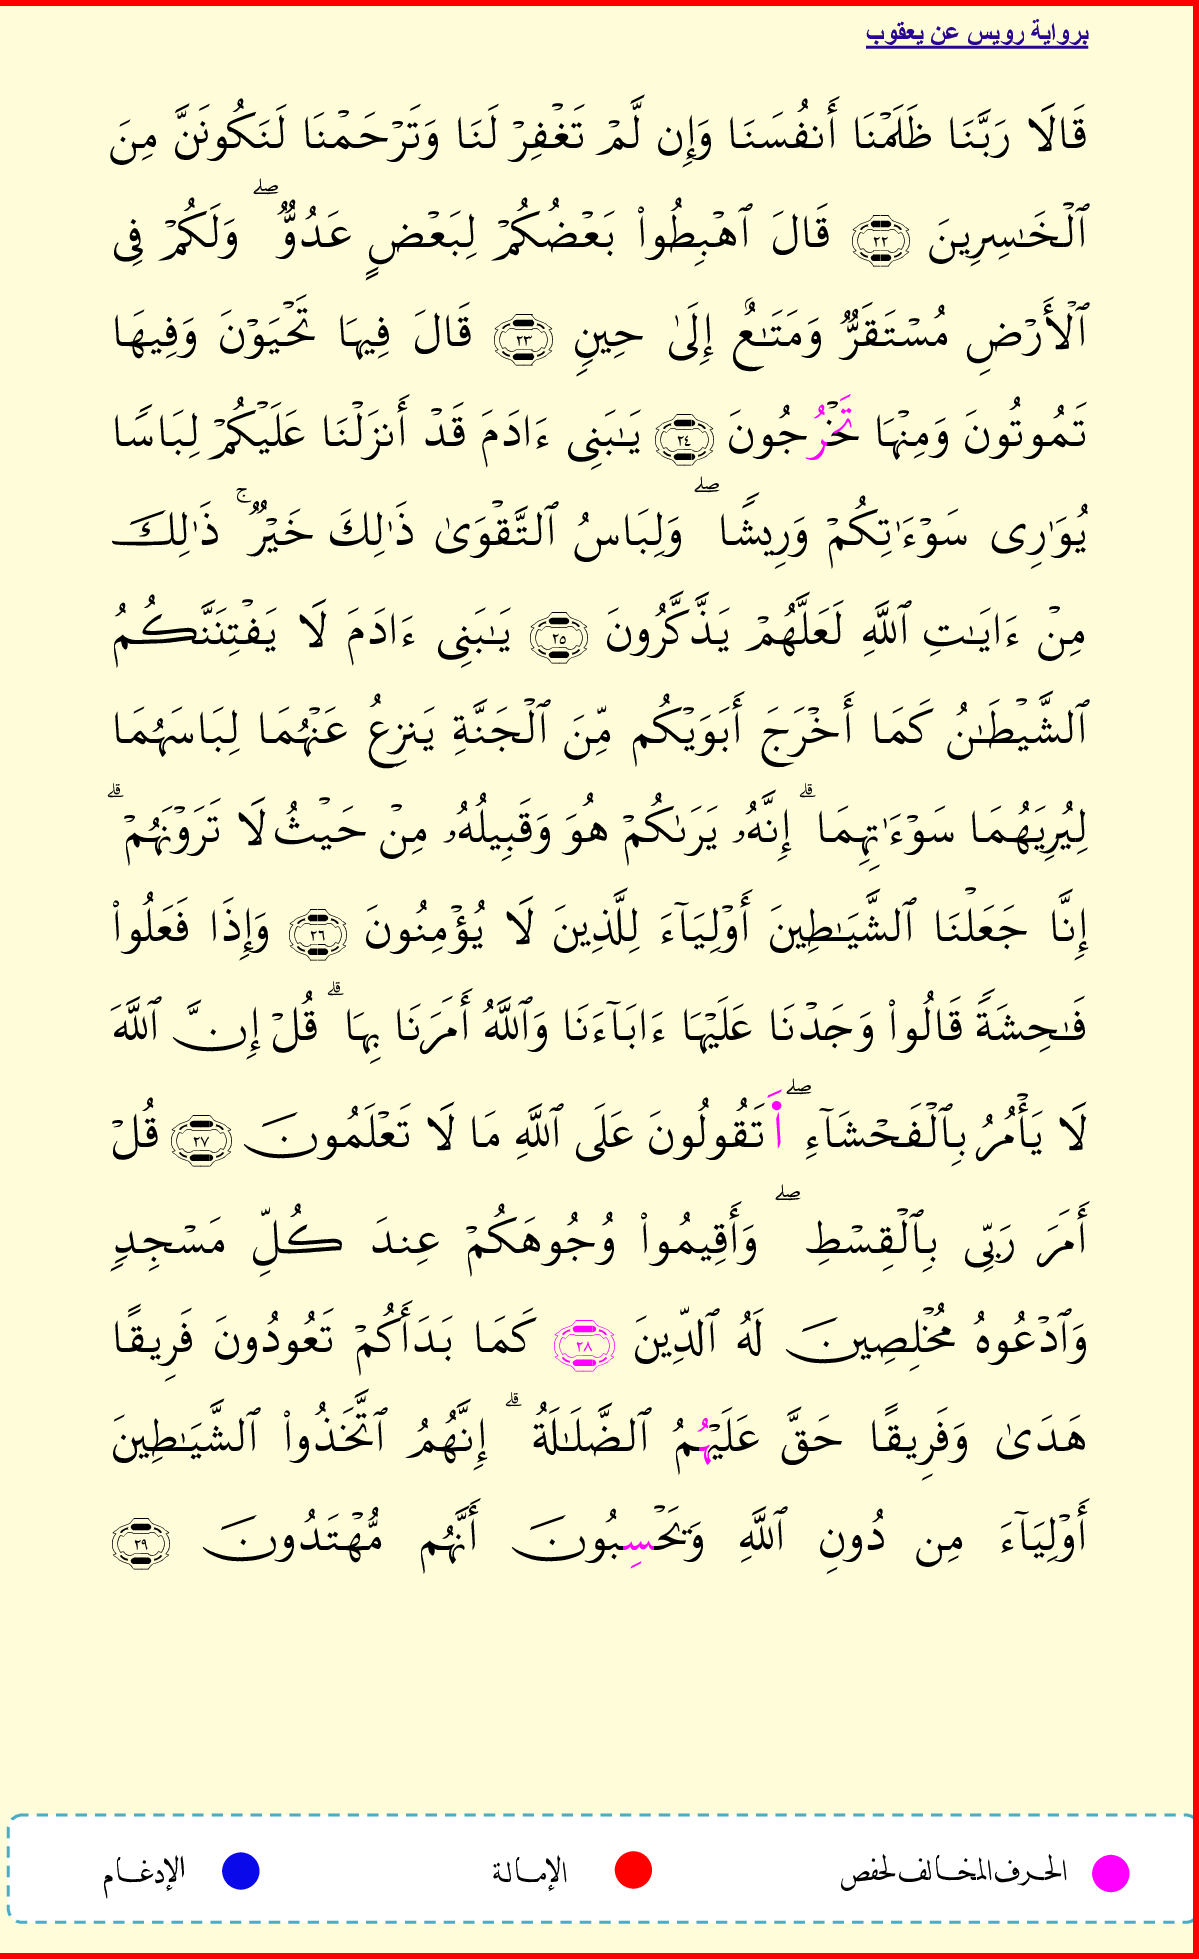 برواية رويس عن يعقوب
قَالَا رَبَّنَا ظَلَمۡنَآ أَنفُسَنَا وَإِن لَّمۡ تَغۡفِرۡ لَنَا وَتَرۡحَمۡنَا لَنَكُونَنَّ مِنَ
ٱلۡخَٰسِرِينَ ٢٢ قَالَ ٱهۡبِطُواْ بَعۡضُكُمۡ لِبَعۡضٍ عَدُوّٞۖ وَلَكُمۡ فِي
ٱلۡأَرۡضِ مُسۡتَقَرّٞ وَمَتَٰعٌ إِلَىٰ حِينٖ ٢٣ قَالَ فِيهَا تَحۡيَوۡنَ وَفِيهَا
تَمُوتُونَ وَمِنۡهَا تَخۡرُجُونَ ٢٤ يَٰبَنِي ءَادَمَ قَدۡ أَنزَلۡنَا عَلَيۡكُمۡ لِبَاسٗا
يُوَٰرِي سَوۡءَٰتِكُمۡ وَرِيشٗاۖ وَلِبَاسُ ٱلتَّقۡوَىٰ ذَٰلِكَ خَيۡرٞۚ ذَٰلِكَ
مِنۡ ءَايَٰتِ ٱللَّهِ لَعَلَّهُمۡ يَذَّكَّرُونَ ٢٥ يَٰبَنِي ءَادَمَ لَا يَفۡتِنَنَّكُمُ
ٱلشَّيۡطَٰنُ كَمَا أَخۡرَجَ أَبَوَيۡكُم مِّنَ ٱلۡجَنَّةِ يَنزِعُ عَنۡهُمَا لِبَاسَهُمَا
لِيُرِيَهُمَا سَوۡءَٰتِهِمَاۗ إِنَّهُۥ يَرَىٰكُمۡ هُوَ وَقَبِيلُهُۥ مِنۡ حَيۡثُ لَا تَرَوۡنَهُمۡۗ
إِنَّا جَعَلۡنَا ٱلشَّيَٰطِينَ أَوۡلِيَآءَ لِلَّذِينَ لَا يُؤۡمِنُونَ ٢٦ وَإِذَا فَعَلُواْ
فَٰحِشَةٗ قَالُواْ وَجَدۡنَا عَلَيۡهَا ءَابَآءَنَا وَٱللَّهُ أَمَرَنَا بِهَاۗ قُلۡ إِنَّ ٱللَّهَ
لَا يَأۡمُرُ بِٱلۡفَحۡشَآءِۖ أَتَقُولُونَ عَلَى ٱللَّهِ مَا لَا تَعۡلَمُونَ ٢٧ قُلۡ
أَمَرَ رَبِّي بِٱلۡقِسۡطِۖ وَأَقِيمُواْ وُجُوهَكُمۡ عِندَ كُلِّ مَسۡجِدٖ
وَٱدۡعُوهُ مُخۡلِصِينَ لَهُ ٱلدِّينَ ٢٨ كَمَا بَدَأَكُمۡ تَعُودُونَ فَرِيقًا
هَدَىٰ وَفَرِيقًا حَقَّ عَلَيۡهُمُ ٱلضَّلَٰلَةُۗ إِنَّهُمُ ٱتَّخَذُواْ ٱلشَّيَٰطِينَ
أَوۡلِيَآءَ مِن دُونِ ٱللَّهِ وَيَحۡسِبُونَ أَنَّهُم مُّهۡتَدُونَ ٢٩
الحرف المخالف لحفص الإمالة الإدغام